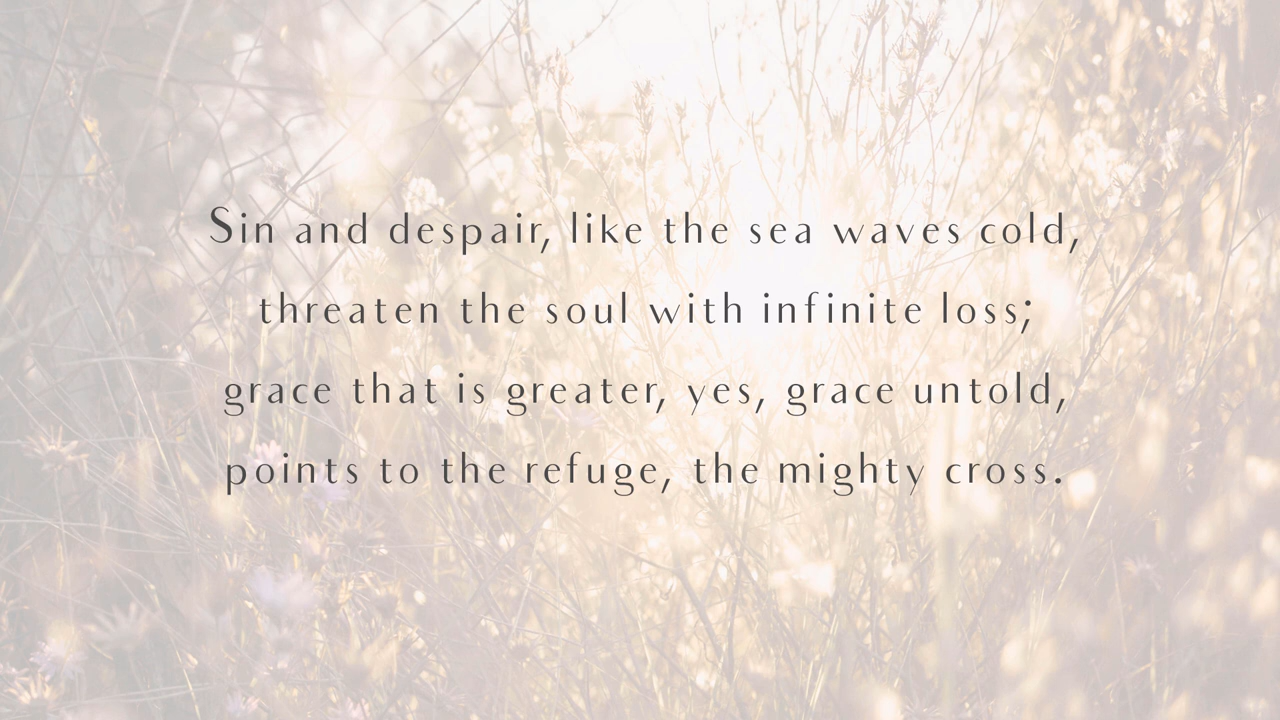 Sin and despair, like the sea waves cold,
threaten the soul with infinite loss;
grace that is greater, yes, grace untold,
points to the refuge, the mighty cross.